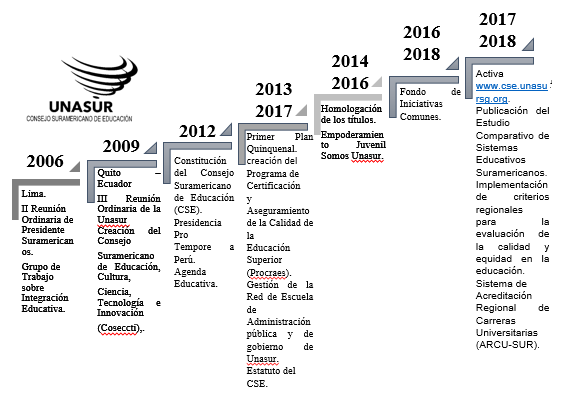 UNASUR
CONSEJO SURAMERICANO DE EDUCACIÓN
2006
Lima.
II Reunión
Ordinaria de
Presidente
Suramerican
os.
Grupo de
Trabajo
sobre
Integración
Educativa.
2009
Quito –
Ecuador
III Reunión
Ordinaria de la
Unasur
Creación del
Consejo
Suramericano
de Educación,
Cultura,
Ciencia,
Tecnología e
Innovación
(Coseccti),.
2012
Constitución
del Consejo
Suramericano
de Educación
(CSE).
Presidencia
Pro
Tempore a
Perú.
Agenda
Educativa.
2013
2017
Primer Plan
Quinquenal.
creación del
Programa de
Certificación
y
Aseguramiento
de la Calidad de
la
Educación
Superior
(Procraes).
Gestión de la
Red de Escuela
de
Administración
pública y de
gobierno de
Unasur.
Estatuto del
CSE.
2014
2016
Homologación
de los títulos.
Empoderamien
to Juvenil
Somos Unasur.
2016
2018
Fondo de
Iniciativas
Comunes.
2017
2018
Activa
www.cse.unasu
rsg.org.
Publicación del
Estudio
Comparativo de
Sistemas
Educativos
Suramericanos.
Implementación
de criterios
regionales
para la
evaluación de
la calidad y
equidad en la
educación.
Sistema de
Acreditación
Regional de
Carreras
Universitarias
(ARCU-SUR).